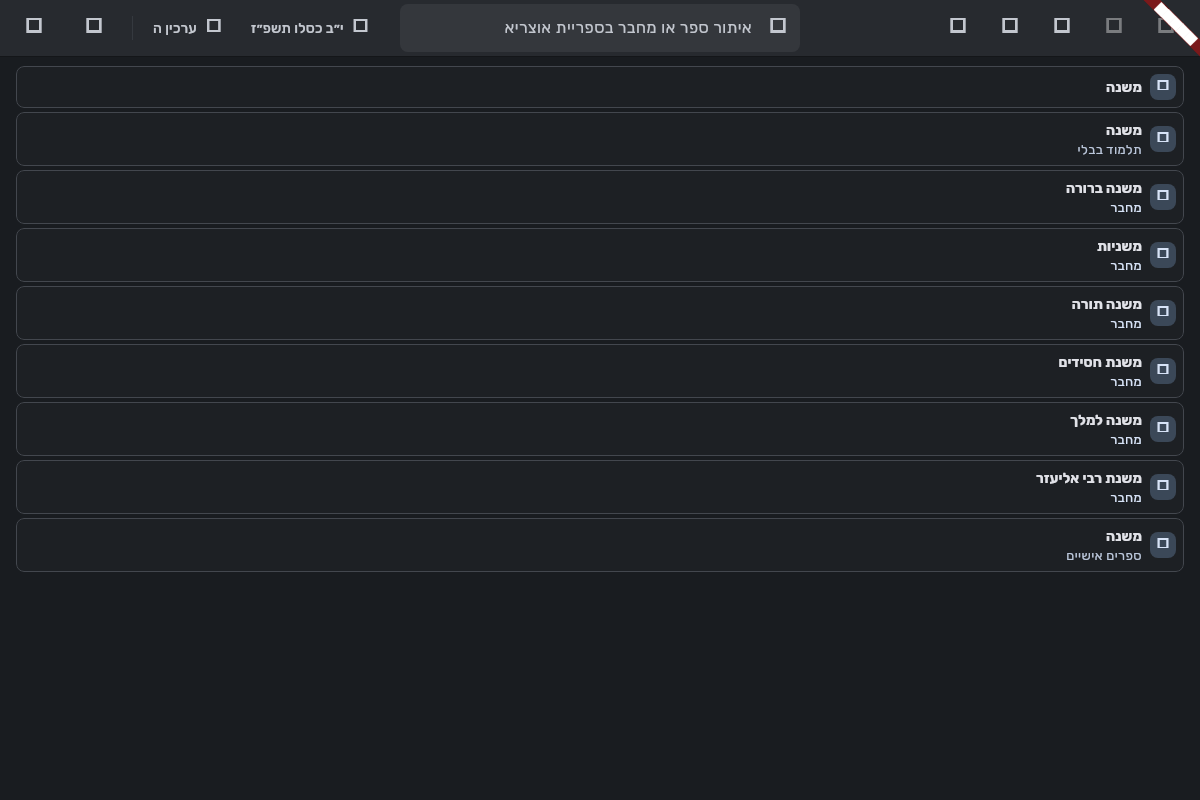 איתור ספר או מחבר בספריית אוצריא
י״ב כסלו תשפ״ז
ערכין ה
משנה
משנה
תלמוד בבלי
משנה ברורה
מחבר
משניות
מחבר
משנה תורה
מחבר
משנת חסידים
מחבר
משנה למלך
מחבר
משנת רבי אליעזר
מחבר
משנה
ספרים אישיים